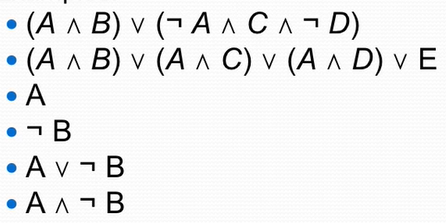 • (A ∧ B) ∨ (¬ A ∧ C ∧ ¬ D)
• (A ∧ B) ∨ (A ∧ C) ∨ (A ∧ D) ∨ E
• A
• ¬ B
• A ∨ ¬ B
• A ∧ ¬ B